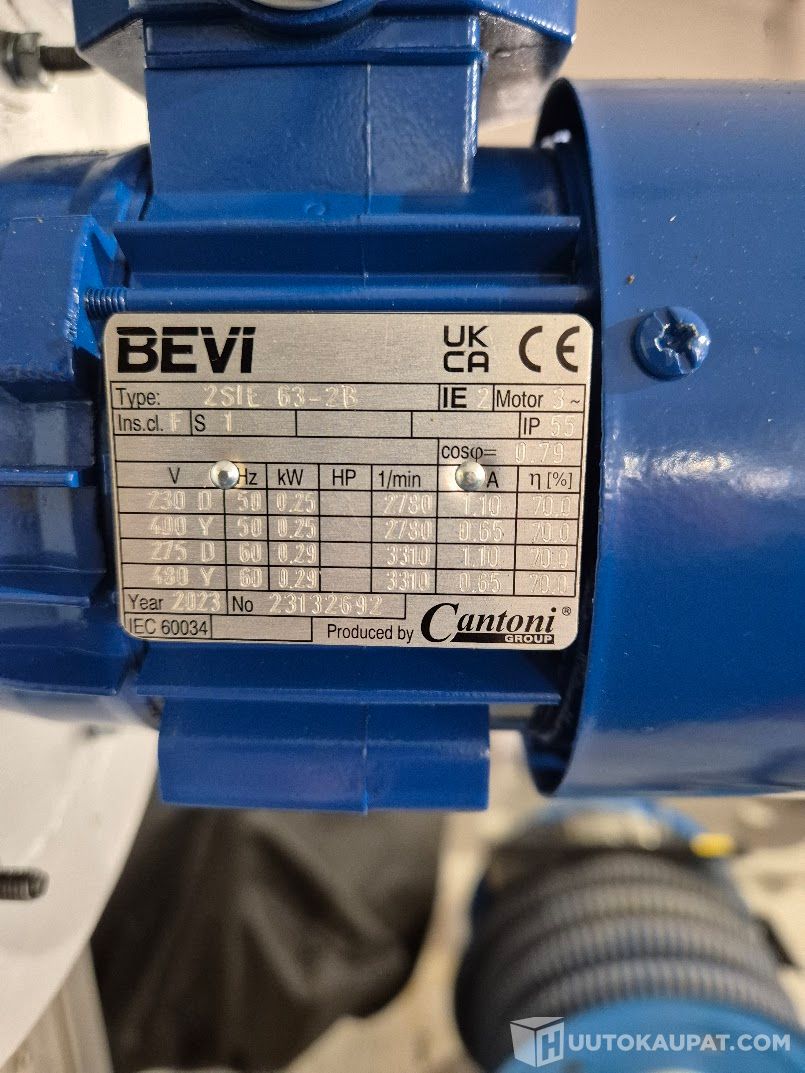 BEVI
UK
CA CE
Type: 2SIE 63-2B IE 2 Motor 3~
Ins.cl. F S 1 IP 55
cosφ= 0.79
V Hz kW HP 1/min A η [%]
230 D 50 0.25 2780 1.10 70.0
400 Y 50 0.25 2780 0.65 70.0
275 D 60 0.29 3310 1.10 70.0
480 Y 60 0.29 3310 0.65 70.0
Year 2023 No 23132692
IEC 60034 Produced by Cantoni®
GROUP
HUUTOKAUPAT.COM